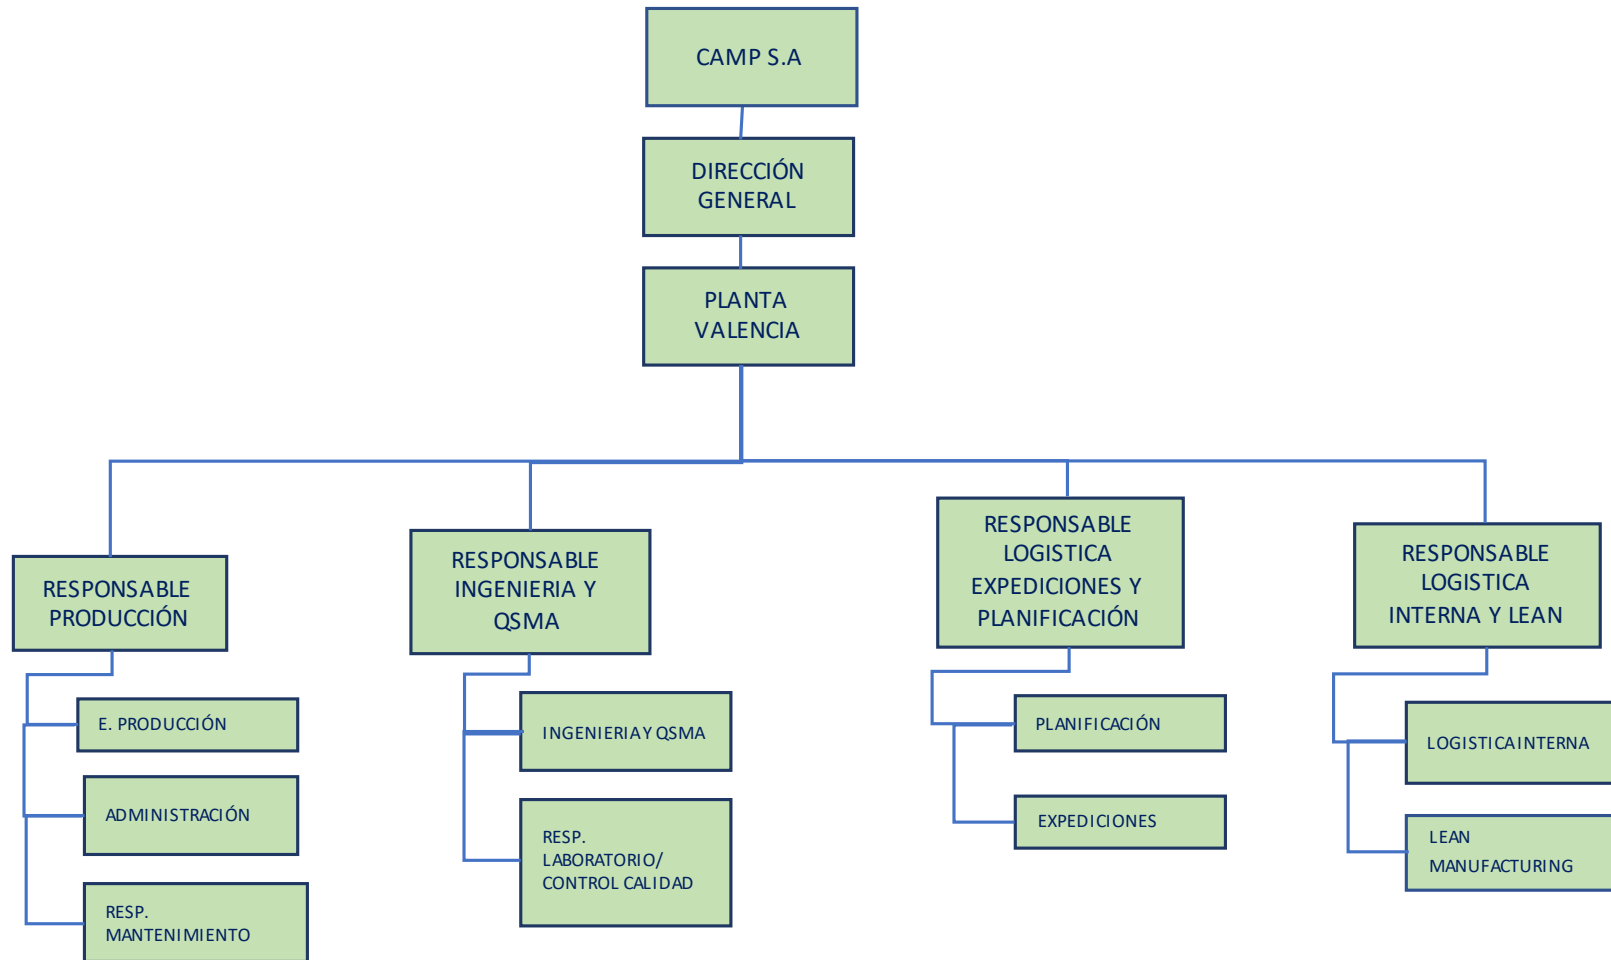 CAMP S.A
DIRECCIÓN
GENERAL
PLANTA
VALENCIA
RESPONSABLE
PRODUCCIÓN
E. PRODUCCIÓN
ADMINISTRACIÓN
RESP.
MANTENIMIENTO
RESPONSABLE
INGENIERIA Y
QSMA
INGENIERIA Y QSMA
RESP.
LABORATORIO/
CONTROL CALIDAD
RESPONSABLE
LOGISTICA
EXPEDICIONES Y
PLANIFICACIÓN
PLANIFICACIÓN
EXPEDICIONES
RESPONSABLE
LOGISTICA
INTERNA Y LEAN
LOGISTICA INTERNA
LEAN
MANUFACTURING